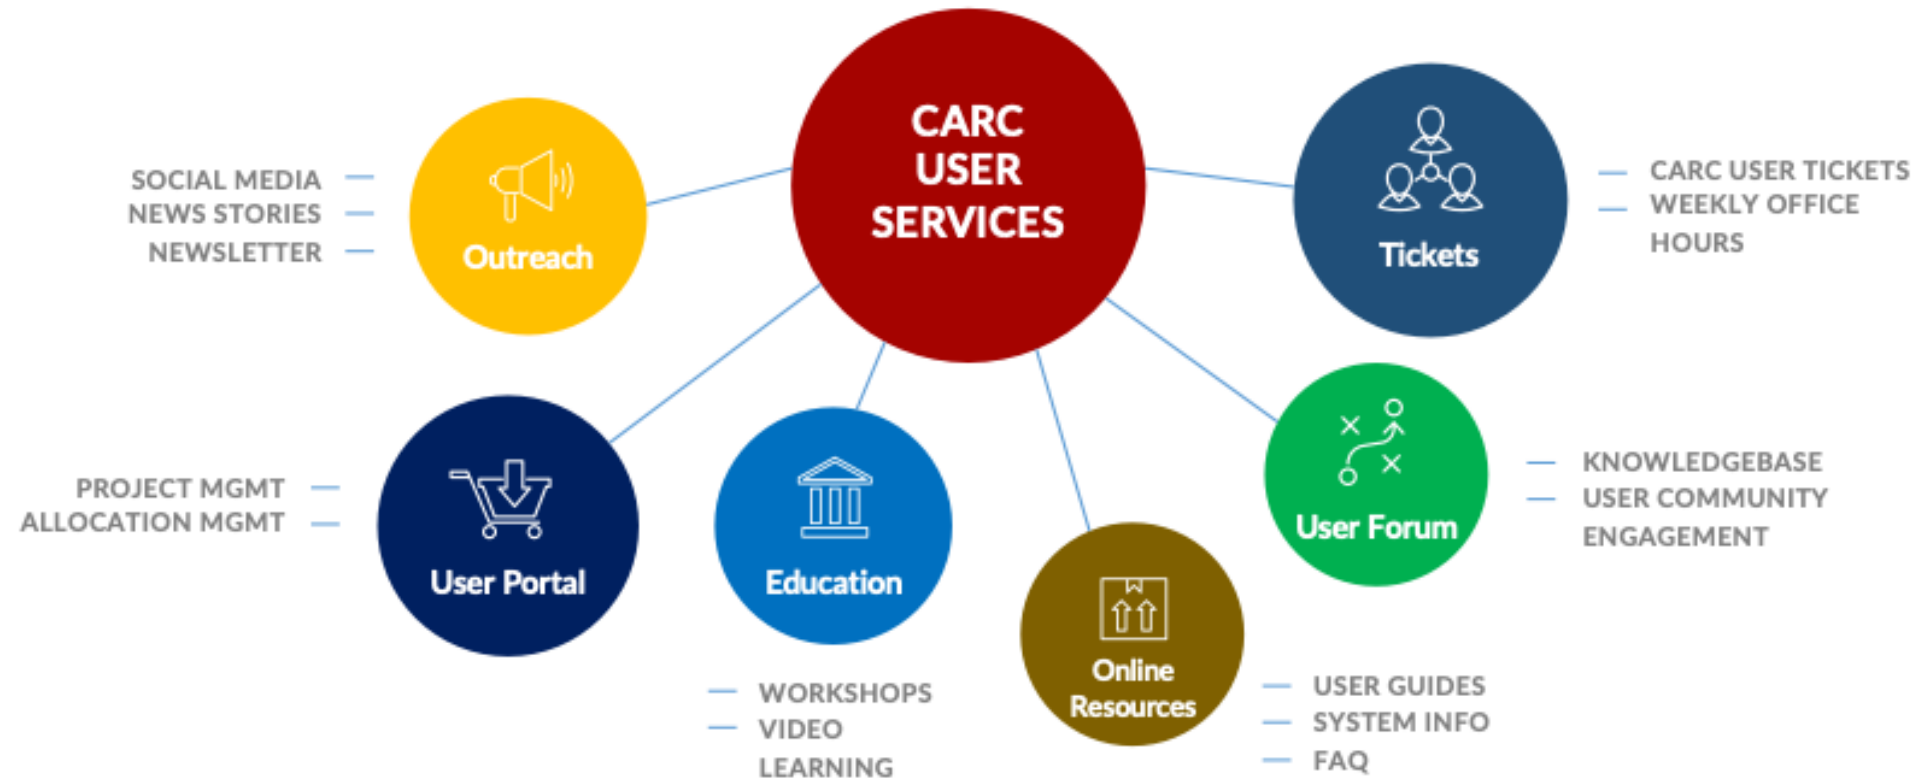 CARC
USER
SERVICES
SOCIAL MEDIA
NEWS STORIES
NEWSLETTER
Outreach
Tickets
CARC USER TICKETS
WEEKLY OFFICE
HOURS
PROJECT MGMT
ALLOCATION MGMT
User Portal
Education
WORKSHOPS
VIDEO
LEARNING
Online
Resources
USER GUIDES
SYSTEM INFO
FAQ
User Forum
KNOWLEDGEBASE
USER COMMUNITY
ENGAGEMENT